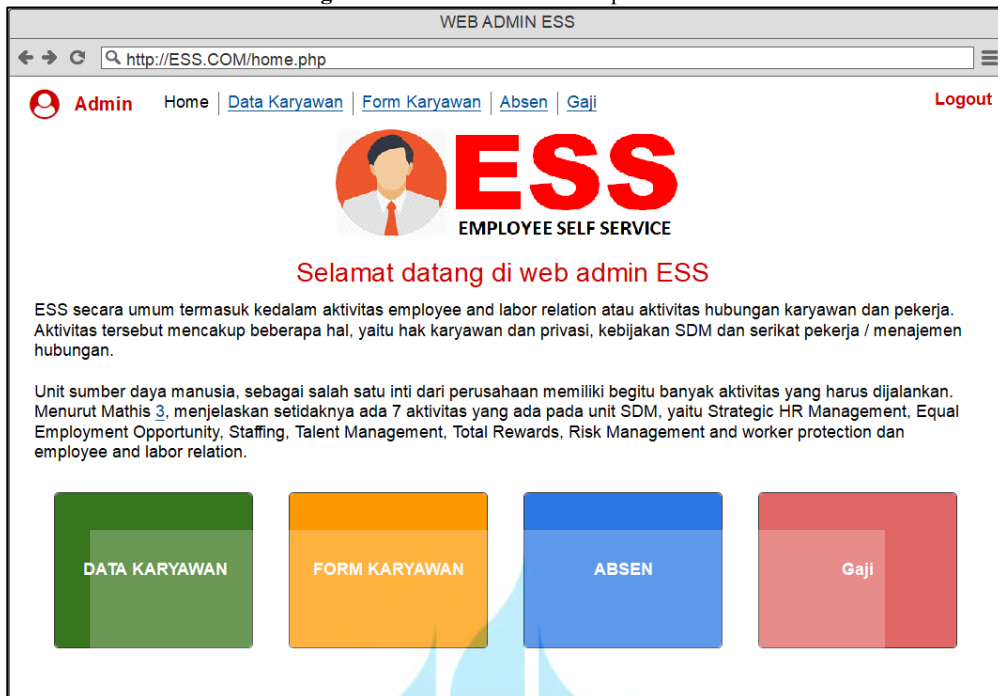 WEB ADMIN ESS
http://ESS.COM/home.php
Admin Home Data Karyawan Form Karyawan Absen Gaji Logout
ESS
EMPLOYEE SELF SERVICE
Selamat datang di web admin ESS
ESS secara umum termasuk kedalam aktivitas employee and labor relation atau aktivitas hubungan karyawan dan pekerja.
Aktivitas tersebut mencakup beberapa hal, yaitu hak karyawan dan privasi, kebijakan SDM dan serikat pekerja / menajemen
hubungan.
Unit sumber daya manusia, sebagai salah satu inti dari perusahaan memiliki begitu banyak aktivitas yang harus dijalankan.
Menurut Mathis 3, menjelaskan setidaknya ada 7 aktivitas yang ada pada unit SDM, yaitu Strategic HR Management, Equal
Employment Opportunity, Staffing, Talent Management, Total Rewards, Risk Management and worker protection dan
employee and labor relation.
DATA KARYAWAN FORM KARYAWAN ABSEN Gaji